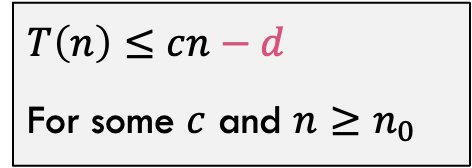 T(n) ≤ cn − d
For some c and n ≥ n₀